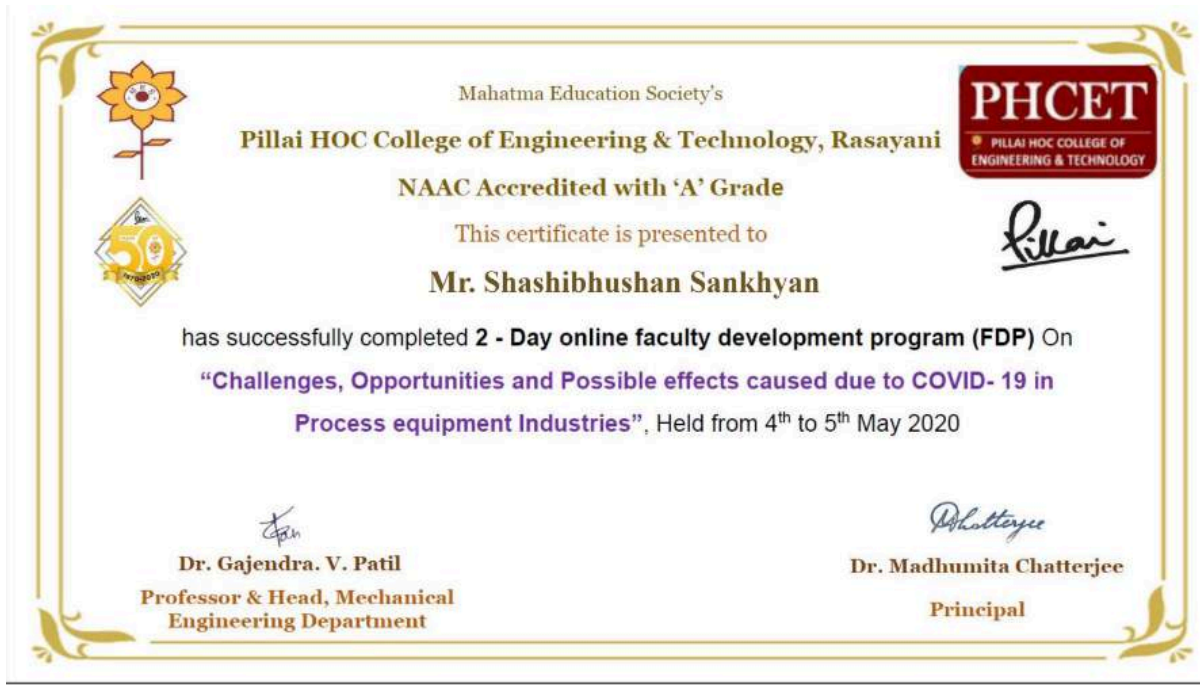 Mahatma Education Society's
Pillai HOC College of Engineering & Technology, Rasayani
NAAC Accredited with ‘A’ Grade
This certificate is presented to
Mr. Shashibhushan Sankhyan
has successfully completed 2 - Day online faculty development program (FDP) On
“Challenges, Opportunities and Possible effects caused due to COVID- 19 in
Process equipment Industries”, Held from 4th to 5th May 2020
PHCET
PILLAI HOC COLLEGE OF
ENGINEERING & TECHNOLOGY
Pillai
50
1970-2020
Dr. Gajendra. V. Patil
Professor & Head, Mechanical
Engineering Department
Dr. Madhumita Chatterjee
Principal